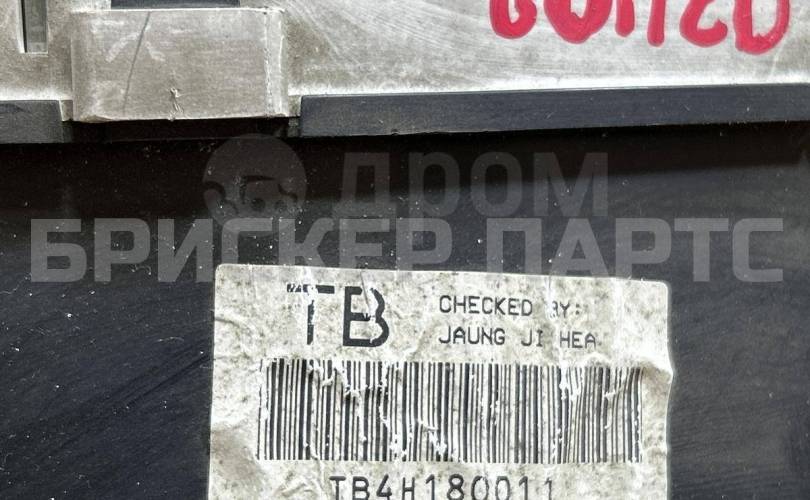 ДРОМ
БРИСКЕР ПАРТС
TB
CHECKED BY:
JAUNG JI HEA
TB4H180011